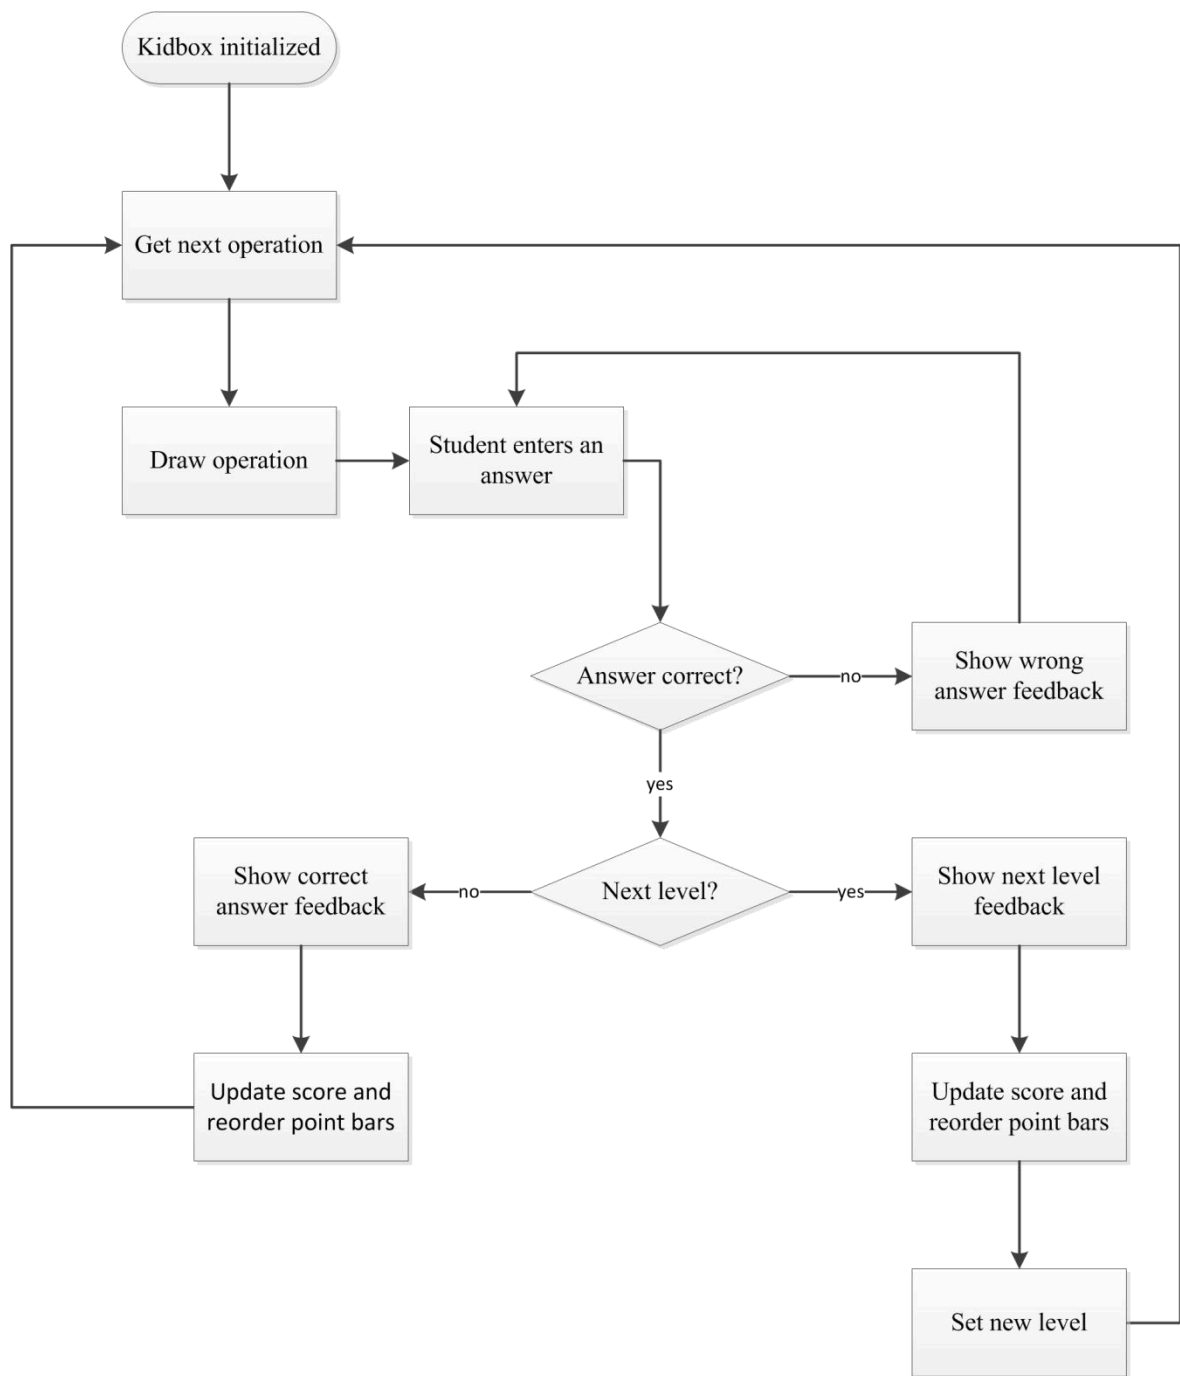 Kidbox initialized
Get next operation
Draw operation
Student enters an
answer
Answer correct?
no
Show wrong
answer feedback
yes
Show correct
answer feedback
no
Next level?
yes
Show next level
feedback
Update score and
reorder point bars
Update score and
reorder point bars
Set new level